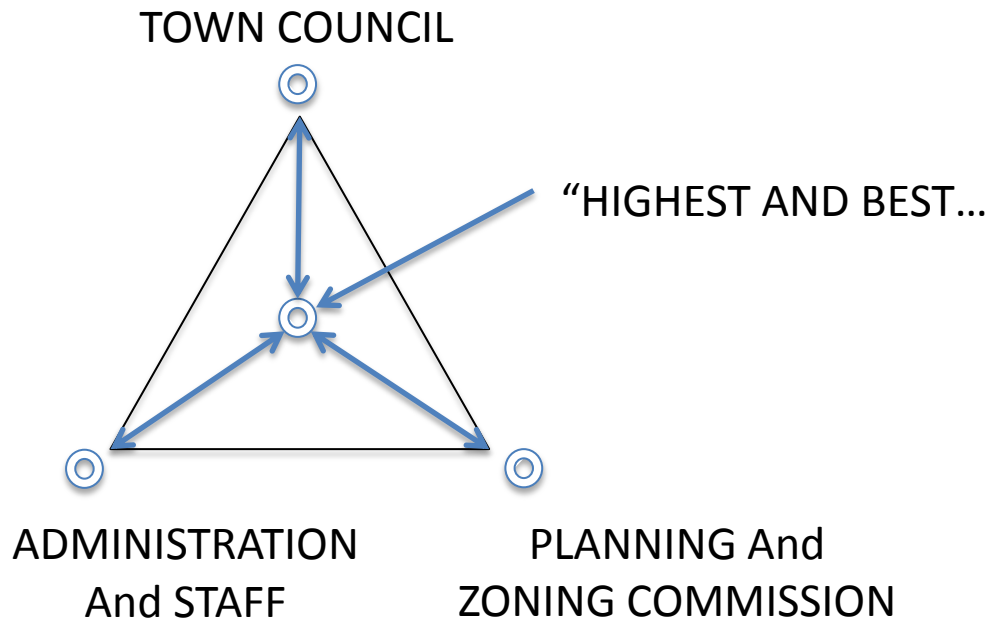 TOWN COUNCIL
“HIGHEST AND BEST…
ADMINISTRATION
And STAFF
PLANNING And
ZONING COMMISSION